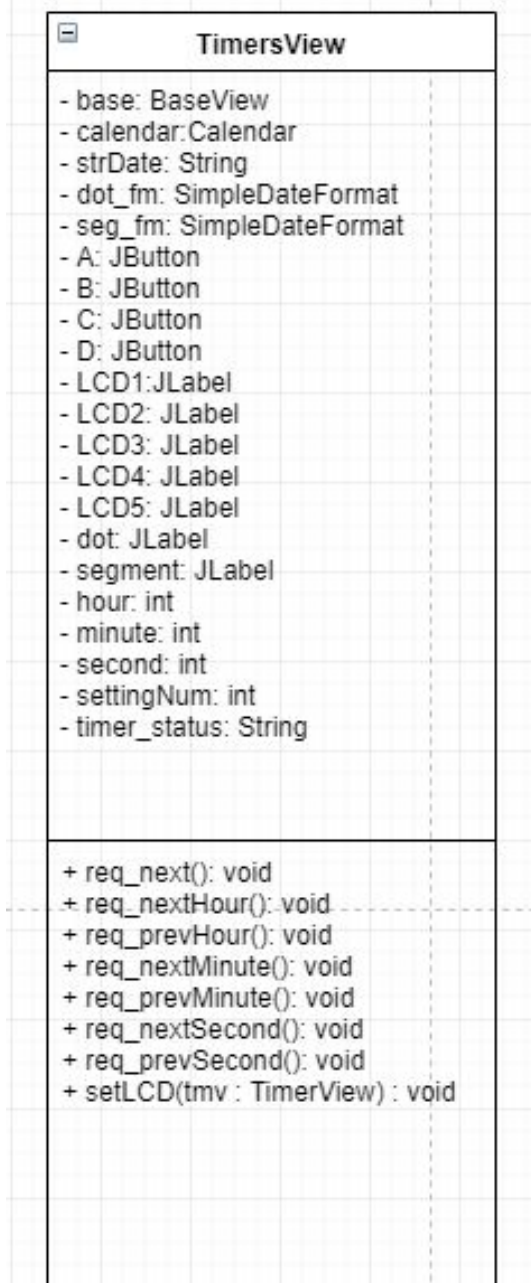 TimersView
- base: BaseView
- calendar:Calendar
- strDate: String
- dot_fm: SimpleDateFormat
- seg_fm: SimpleDateFormat
- A: JButton
- B: JButton
- C: JButton
- D: JButton
- LCD1:JLabel
- LCD2: JLabel
- LCD3: JLabel
- LCD4: JLabel
- LCD5: JLabel
- dot: JLabel
- segment: JLabel
- hour: int
- minute: int
- second: int
- settingNum: int
- timer_status: String
+ req_next(): void
+ req_nextHour(): void
+ req_prevHour(): void
+ req_nextMinute(): void
+ req_prevMinute(): void
+ req_nextSecond(): void
+ req_prevSecond(): void
+ setLCD(tmv : TimerView) : void